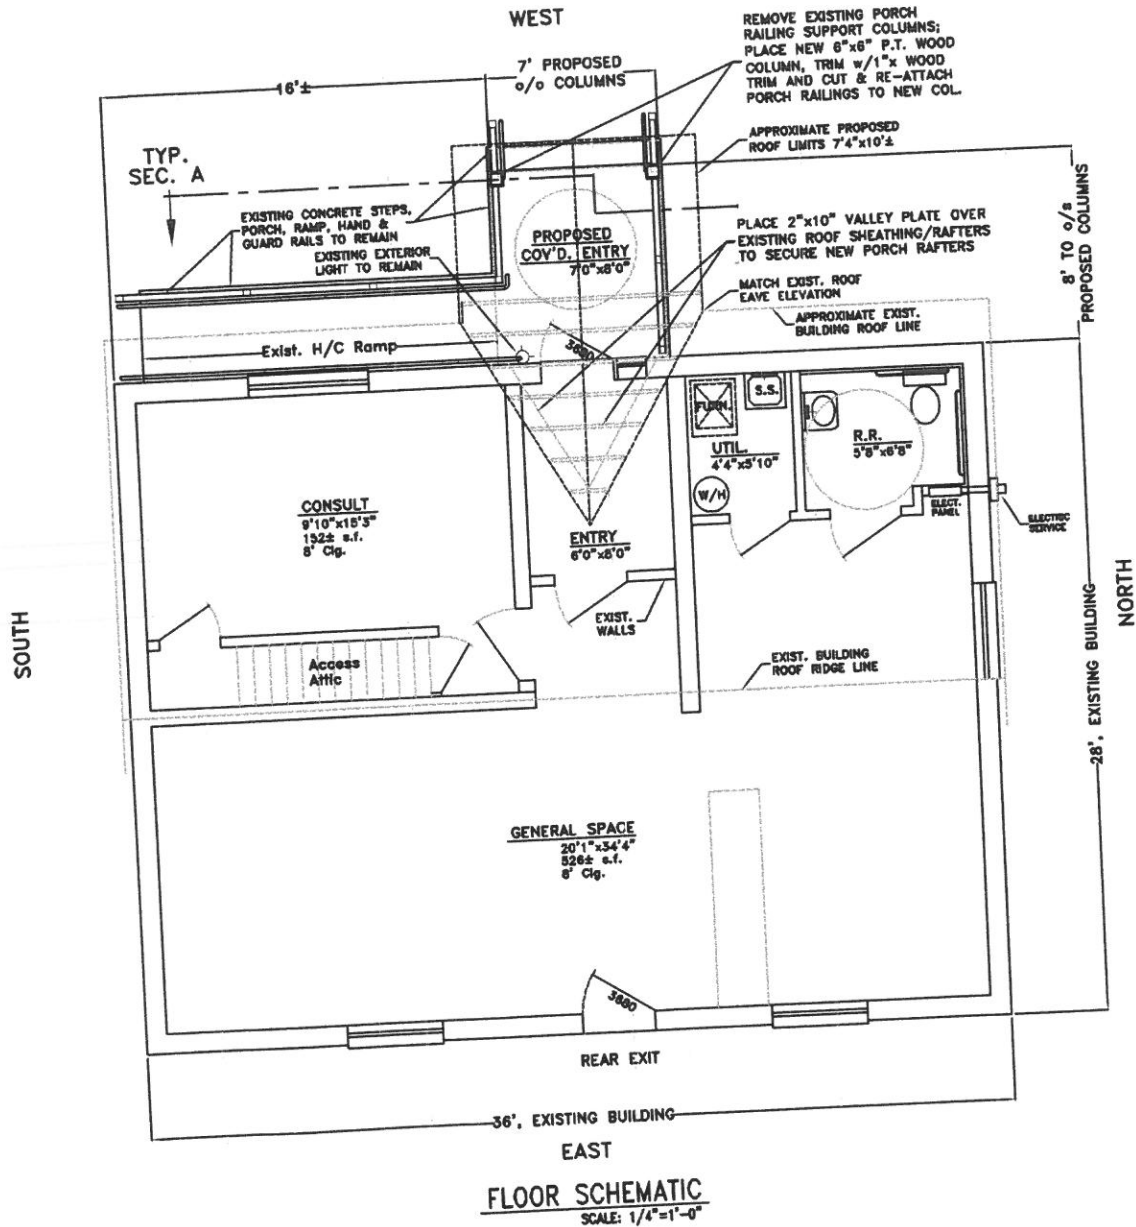 WEST
REMOVE EXISTING PORCH
RAILING SUPPORT COLUMNS;
PLACE NEW 6"x6" P.T. WOOD
COLUMN, TRIM w/1"x WOOD
TRIM AND CUT & RE-ATTACH
PORCH RAILINGS TO NEW COL.
7' PROPOSED
o/o COLUMNS
16'±
APPROXIMATE PROPOSED
ROOF LIMITS 7'4"x10'±
TYP.
SEC. A
EXISTING CONCRETE STEPS,
PORCH, RAMP, HAND &
GUARD RAILS TO REMAIN
EXISTING EXTERIOR
LIGHT TO REMAIN
PROPOSED
COV'D. ENTRY
7'0"x8'0"
PLACE 2"x10" VALLEY PLATE OVER
EXISTING ROOF SHEATHING/RAFTERS
TO SECURE NEW PORCH RAFTERS
MATCH EXIST. ROOF
EAVE ELEVATION
APPROXIMATE EXIST.
BUILDING ROOF LINE
8' TO o/s
PROPOSED COLUMNS
Exist. H/C Ramp
3680
FURN.
S.S.
UTIL.
4'4"x5'10"
W/H
R.R.
5'8"x6'8"
ELECT.
PANEL
ELECTRIC
SERVICE
CONSULT
9'10"x15'3"
152± s.f.
8' Clg.
ENTRY
6'0"x8'0"
EXIST.
WALLS
Access
Attic
EXIST. BUILDING
ROOF RIDGE LINE
SOUTH
NORTH
28', EXISTING BUILDING
GENERAL SPACE
20'1"x34'4"
526± s.f.
8' Clg.
3680
REAR EXIT
36', EXISTING BUILDING
EAST
FLOOR SCHEMATIC
SCALE: 1/4"=1'-0"